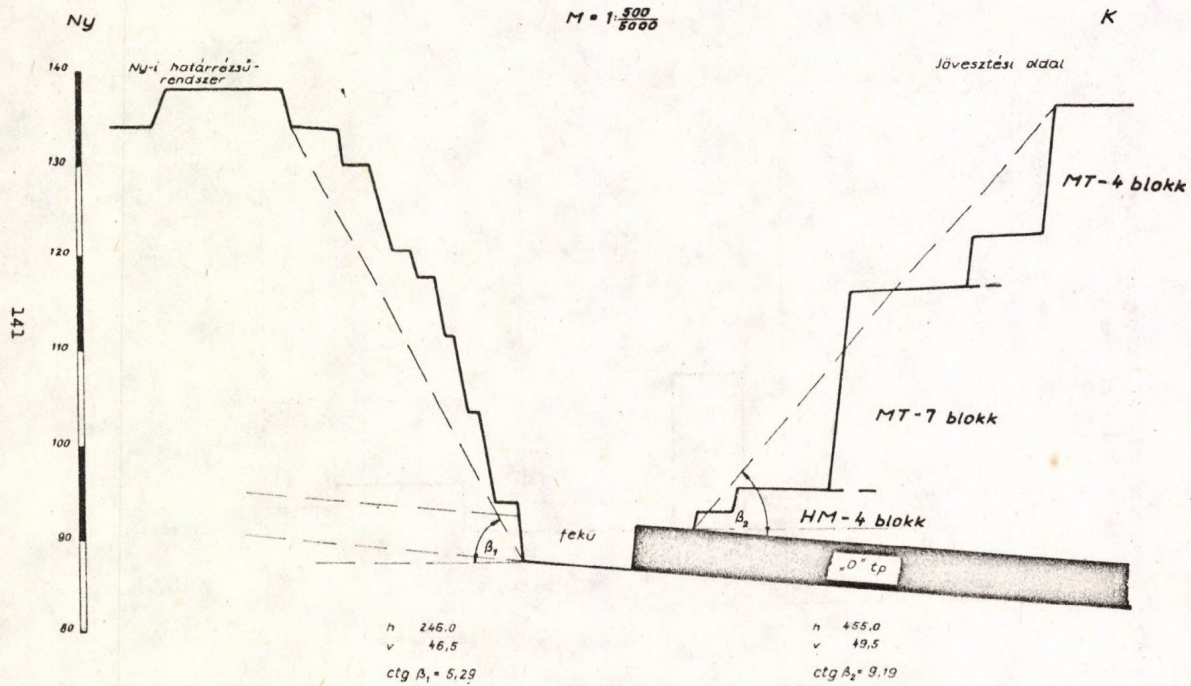 Ny
M = 1: 500/5000
K
Ny-i határrézsű-
rendszer
Jövesztési oldal
140
130
120
110
100
90
80
141
MT-4 blokk
MT-7 blokk
HM-4 blokk
β₁
fekü
β₂
„0" tp
h 246.0
v 46,5
ctg β₁ = 5,29
h 455,0
v 49,5
ctg β₂ = 9.19